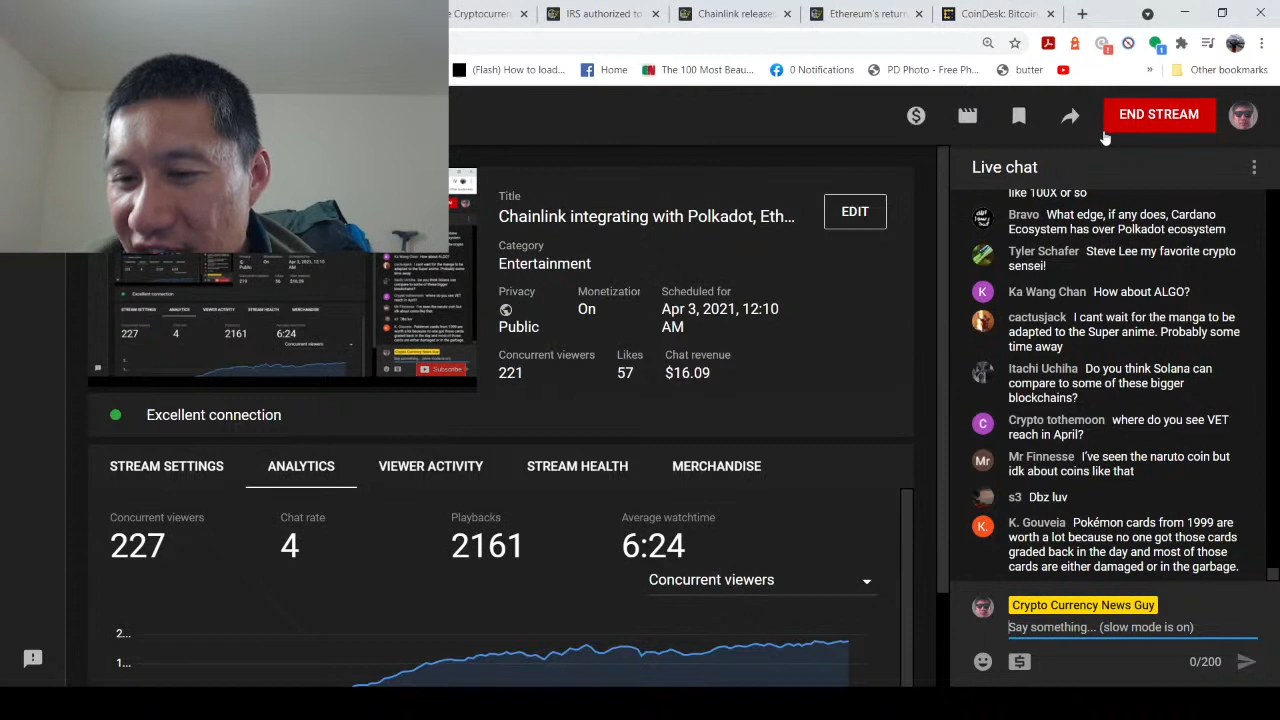 e Cryptocurren
IRS authorized to
Chainlink release
Ethereum's return
CoinDesk: Bitcoin
(Flash) How to load...
Home
The 100 Most Beau...
0 Notifications
PD Photo - Free Ph...
butter
»
Other bookmarks
END STREAM
Live chat
Title
Chainlink integrating with Polkadot, Eth...
EDIT
Category
Entertainment
Privacy
Public
Monetization
On
Scheduled for
Apr 3, 2021, 12:10
AM
Concurrent viewers
221
Likes
57
Chat revenue
$16.09
Excellent connection
STREAM SETTINGS
ANALYTICS
VIEWER ACTIVITY
STREAM HEALTH
MERCHANDISE
Concurrent viewers
227
Chat rate
4
Playbacks
2161
Average watchtime
6:24
Concurrent viewers
2...
1...
like 100X or so
Bravo What edge, if any does, Cardano
Ecosystem has over Polkadot ecosystem
Tyler Schafer Steve Lee my favorite crypto
sensei!
Ka Wang Chan How about ALGO?
cactusjack I cant wait for the manga to be
adapted to the Super anime. Probably some
time away
Itachi Uchiha Do you think Solana can
compare to some of these bigger
blockchains?
Crypto tothemoon where do you see VET
reach in April?
Mr Finnesse I've seen the naruto coin but
idk about coins like that
s3 Dbz luv
K. Gouveia Pokémon cards from 1999 are
worth a lot because no one got those cards
graded back in the day and most of those
cards are either damaged or in the garbage.
Crypto Currency News Guy
Say something... (slow mode is on)
0/200
Subscribe